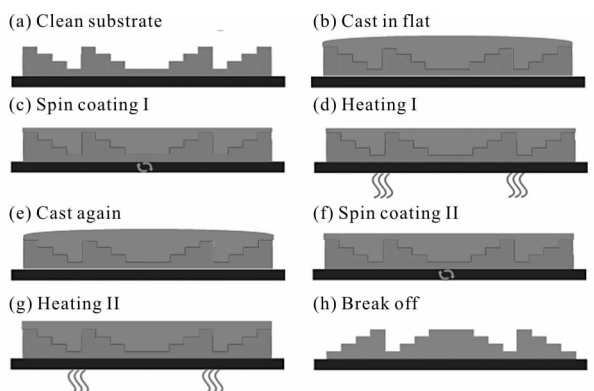 (a) Clean substrate
(b) Cast in flat
(c) Spin coating I
(d) Heating I
(e) Cast again
(f) Spin coating II
(g) Heating II
(h) Break off